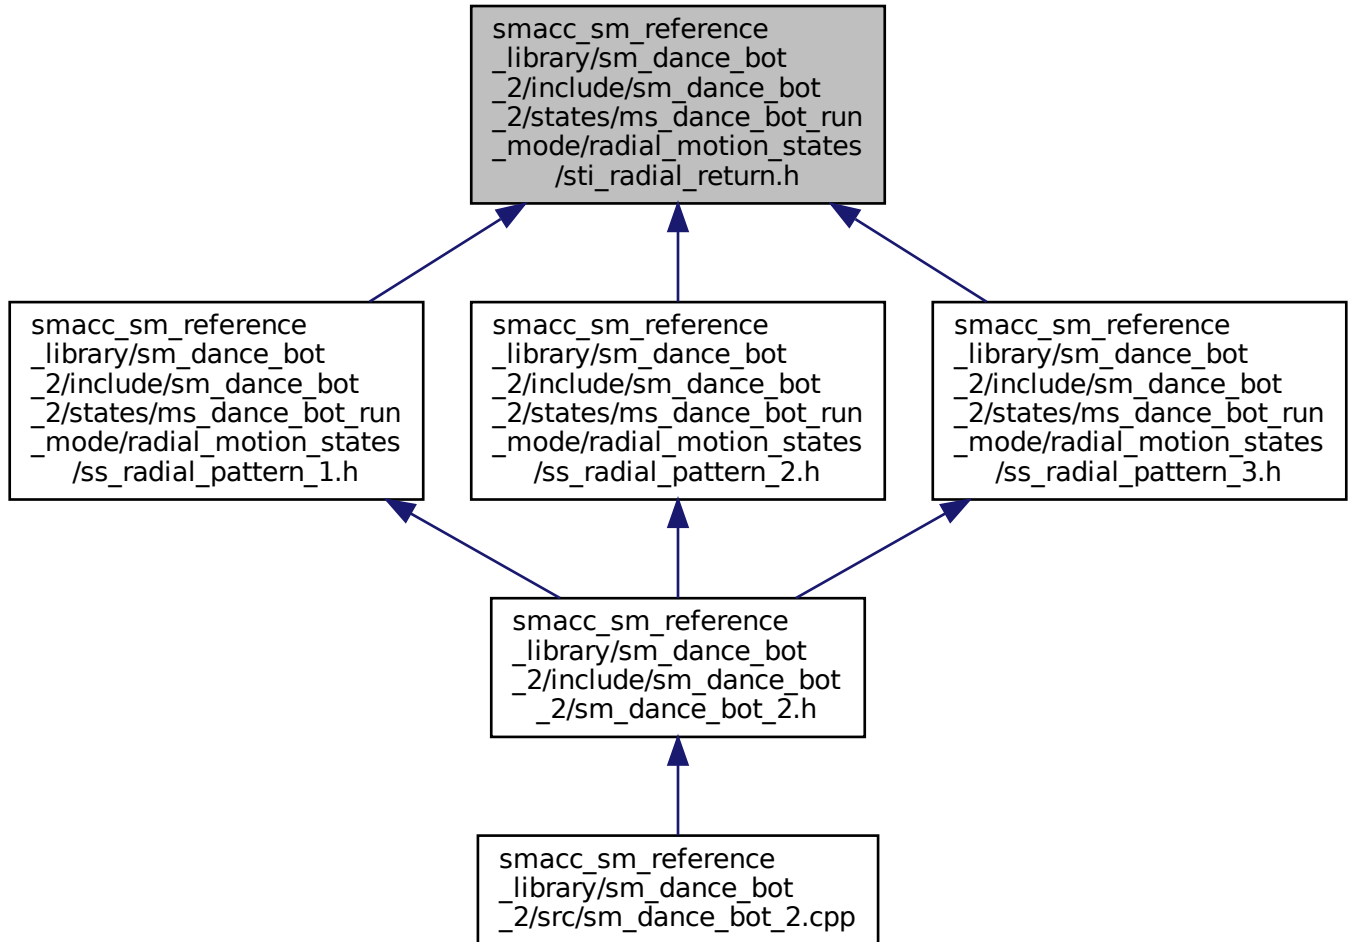 smacc_sm_reference
_library/sm_dance_bot
_2/include/sm_dance_bot
_2/states/ms_dance_bot_run
_mode/radial_motion_states
/sti_radial_return.h
smacc_sm_reference
_library/sm_dance_bot
_2/include/sm_dance_bot
_2/states/ms_dance_bot_run
_mode/radial_motion_states
/ss_radial_pattern_1.h
smacc_sm_reference
_library/sm_dance_bot
_2/include/sm_dance_bot
_2/states/ms_dance_bot_run
_mode/radial_motion_states
/ss_radial_pattern_2.h
smacc_sm_reference
_library/sm_dance_bot
_2/include/sm_dance_bot
_2/states/ms_dance_bot_run
_mode/radial_motion_states
/ss_radial_pattern_3.h
smacc_sm_reference
_library/sm_dance_bot
_2/include/sm_dance_bot
_2/sm_dance_bot_2.h
smacc_sm_reference
_library/sm_dance_bot
_2/src/sm_dance_bot_2.cpp